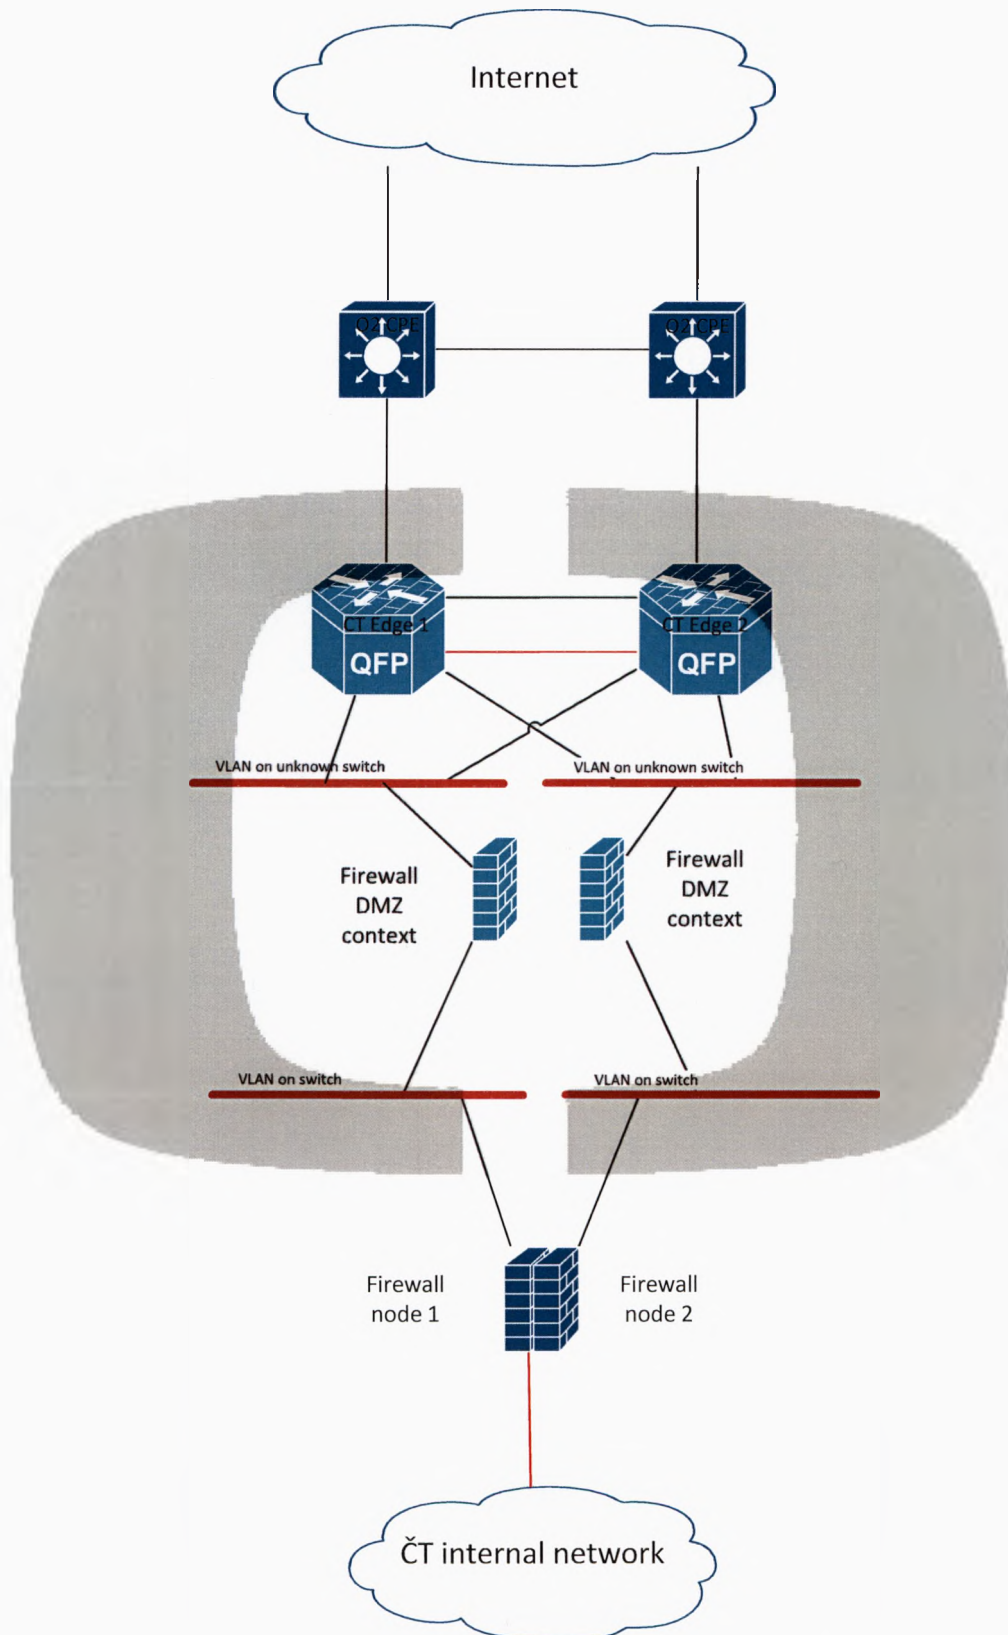 Internet
O2 CPE
O2 CPE
CT Edge 1
CT Edge 2
QFP
QFP
VLAN on unknown switch
VLAN on unknown switch
Firewall
DMZ
context
Firewall
DMZ
context
VLAN on switch
VLAN on switch
Firewall
node 1
Firewall
node 2
ČT internal network